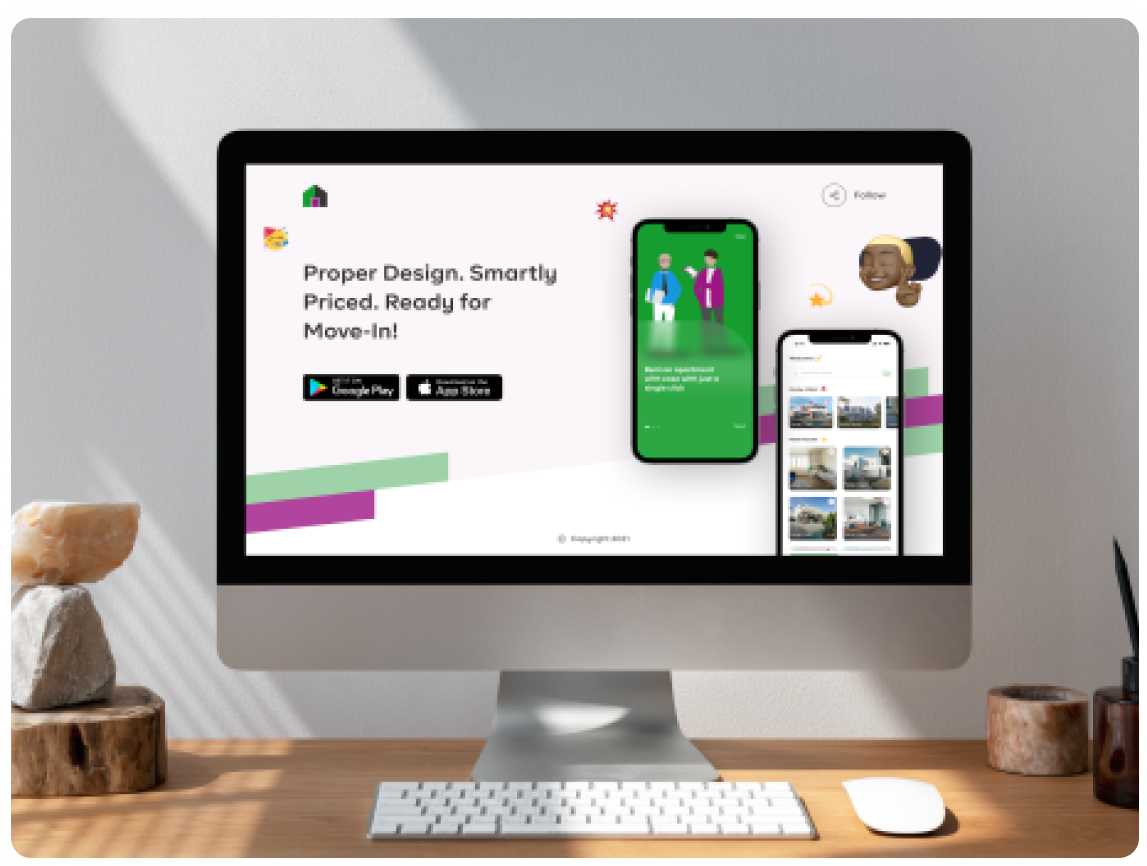 Follow
Proper Design. Smartly
Priced. Ready for
Move-In!
GET IT ON
Google Play
Download on the
App Store
Rent an apartment
with ease with just a
single click
Welcome
© Copyright 2021